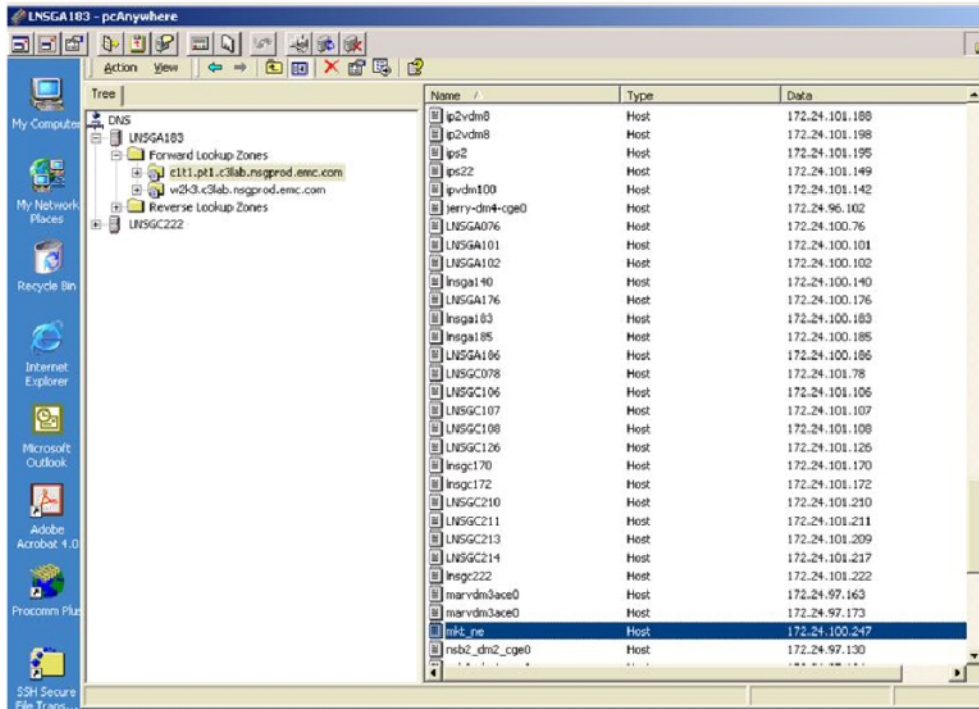 LNSGA183 - pcAnywhere
Action View
Tree
DNS
LNSGA183
Forward Lookup Zones
c1t1.pt1.c3lab.nsgprod.emc.com
w2k3.c3lab.nsgprod.emc.com
Reverse Lookup Zones
LNSGC222
My Computer
My Network Places
Recycle Bin
Internet Explorer
Microsoft Outlook
Adobe Acrobat 4.0
Procomm Plus
SSH Secure File Trans...
Name Type Data
ip2vdm8 Host 172.24.101.188
ip2vdm8 Host 172.24.101.198
ips2 Host 172.24.101.195
ips22 Host 172.24.101.149
ipvdm100 Host 172.24.101.142
jerry-dm4-cge0 Host 172.24.96.102
LNSGA076 Host 172.24.100.76
LNSGA101 Host 172.24.100.101
LNSGA102 Host 172.24.100.102
lnsga140 Host 172.24.100.140
LNSGA176 Host 172.24.100.176
lnsga183 Host 172.24.100.183
lnsga185 Host 172.24.100.185
LNSGA186 Host 172.24.100.186
LNSGC078 Host 172.24.101.78
LNSGC106 Host 172.24.101.106
LNSGC107 Host 172.24.101.107
LNSGC108 Host 172.24.101.108
LNSGC126 Host 172.24.101.126
lnsgc170 Host 172.24.101.170
lnsgc172 Host 172.24.101.172
LNSGC210 Host 172.24.101.210
LNSGC211 Host 172.24.101.211
LNSGC213 Host 172.24.101.209
LNSGC214 Host 172.24.101.217
lnsgc222 Host 172.24.101.222
marvdm3ace0 Host 172.24.97.163
marvdm3ace0 Host 172.24.97.173
mkt_ne Host 172.24.100.247
nsb2_dm2_cge0 Host 172.24.97.130